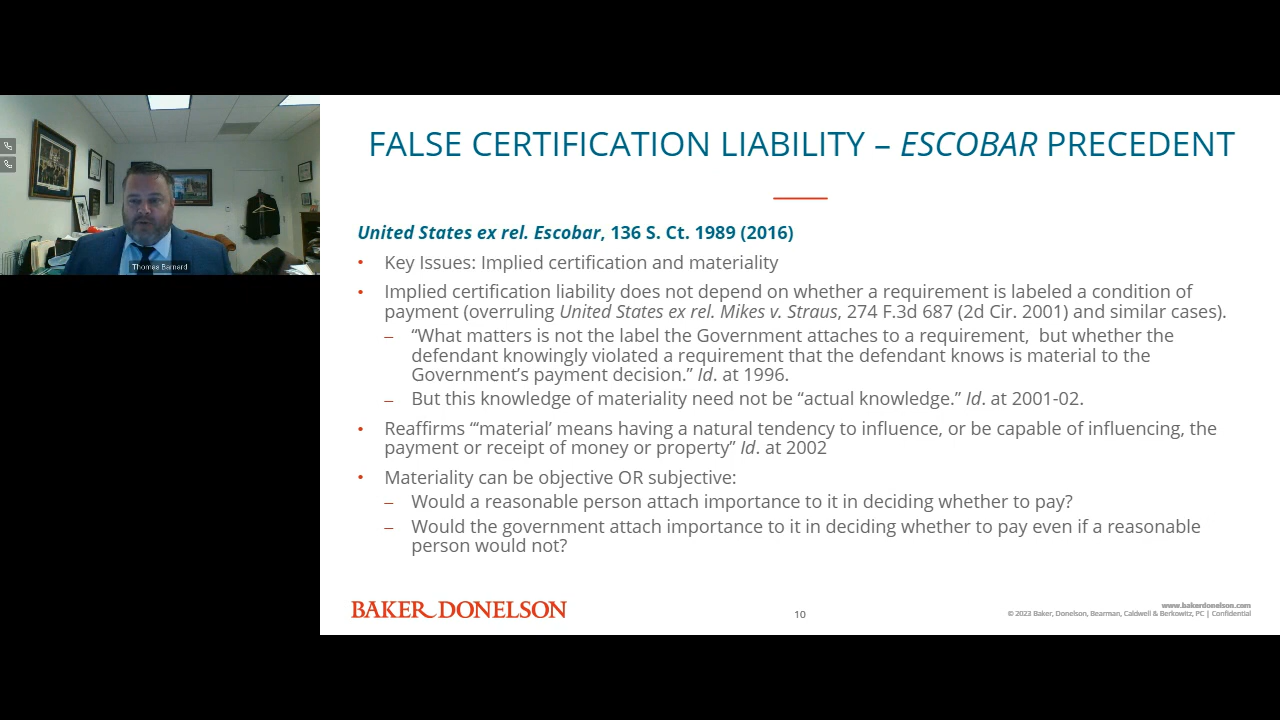 Thomas Barnard
FALSE CERTIFICATION LIABILITY – ESCOBAR PRECEDENT
United States ex rel. Escobar, 136 S. Ct. 1989 (2016)
• Key Issues: Implied certification and materiality
• Implied certification liability does not depend on whether a requirement is labeled a condition of
payment (overruling United States ex rel. Mikes v. Straus, 274 F.3d 687 (2d Cir. 2001) and similar cases).
– “What matters is not the label the Government attaches to a requirement, but whether the
defendant knowingly violated a requirement that the defendant knows is material to the
Government’s payment decision.” Id. at 1996.
– But this knowledge of materiality need not be “actual knowledge.” Id. at 2001-02.
• Reaffirms “‘material’ means having a natural tendency to influence, or be capable of influencing, the
payment or receipt of money or property” Id. at 2002
• Materiality can be objective OR subjective:
– Would a reasonable person attach importance to it in deciding whether to pay?
– Would the government attach importance to it in deciding whether to pay even if a reasonable
person would not?
BAKER DONELSON
10
www.bakerdonelson.com
© 2023 Baker, Donelson, Bearman, Caldwell & Berkowitz, PC | Confidential